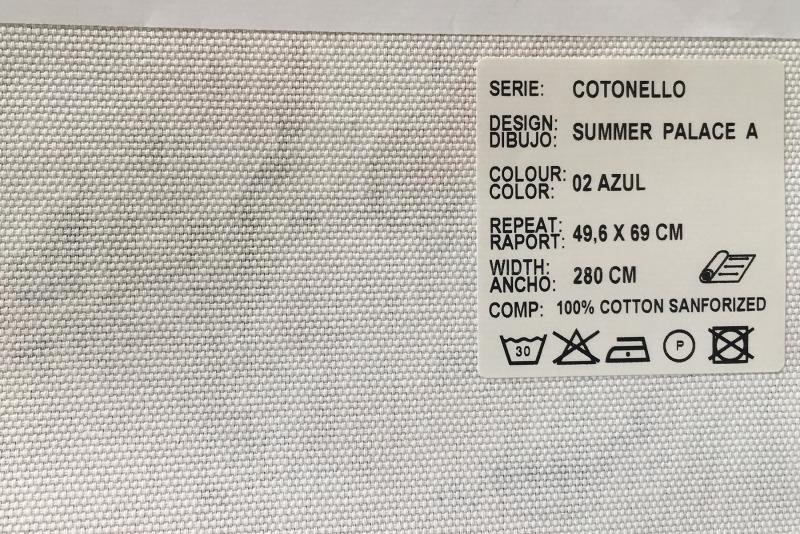 SERIE: COTONELLO
DESIGN:
DIBUJO: SUMMER PALACE A
COLOUR:
COLOR: 02 AZUL
REPEAT:
RAPORT: 49,6 X 69 CM
WIDTH:
ANCHO: 280 CM
COMP: 100% COTTON SANFORIZED
30 P